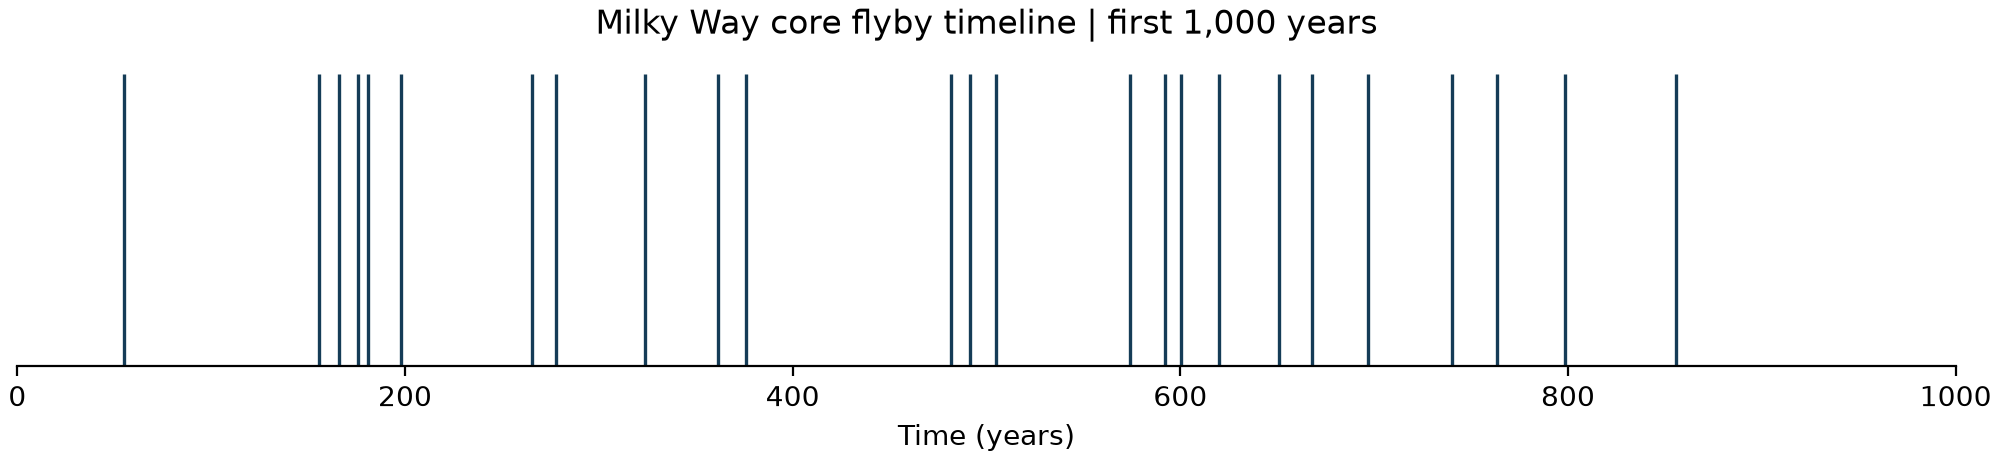 Milky Way core flyby timeline | first 1,000 years
0 200 400 600 800 1000
Time (years)